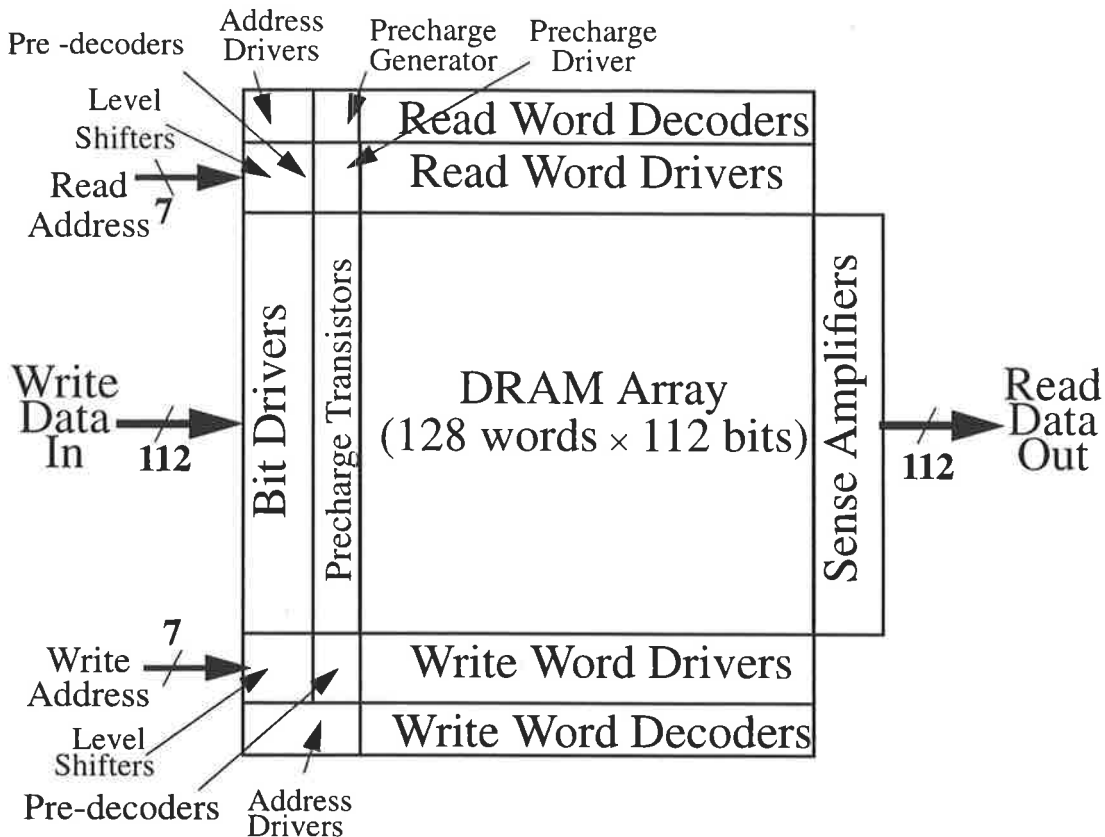 Pre -decoders
Address
Drivers
Precharge
Generator
Precharge
Driver
Level
Shifters
Read Word Decoders
Read Word Drivers
Read
Address
7
Bit Drivers
Precharge Transistors
DRAM Array
(128 words × 112 bits)
Sense Amplifiers
Write
Data
In
112
112
Read
Data
Out
7
Write
Address
Write Word Drivers
Write Word Decoders
Level
Shifters
Pre-decoders
Address
Drivers